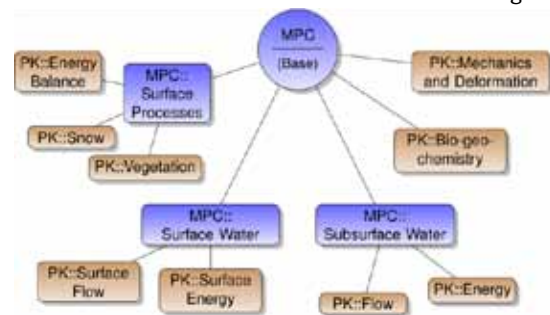 MPC
(Base)
PK::Energy
Balance
MPC::
Surface
Processes
PK::Snow
PK::Vegetation
PK::Mechanics
and Deformation
PK::Bio-geo-
chemistry
MPC::
Surface Water
MPC::
Subsurface Water
PK::Surface
Flow
PK::Surface
Energy
PK::Flow
PK::Energy